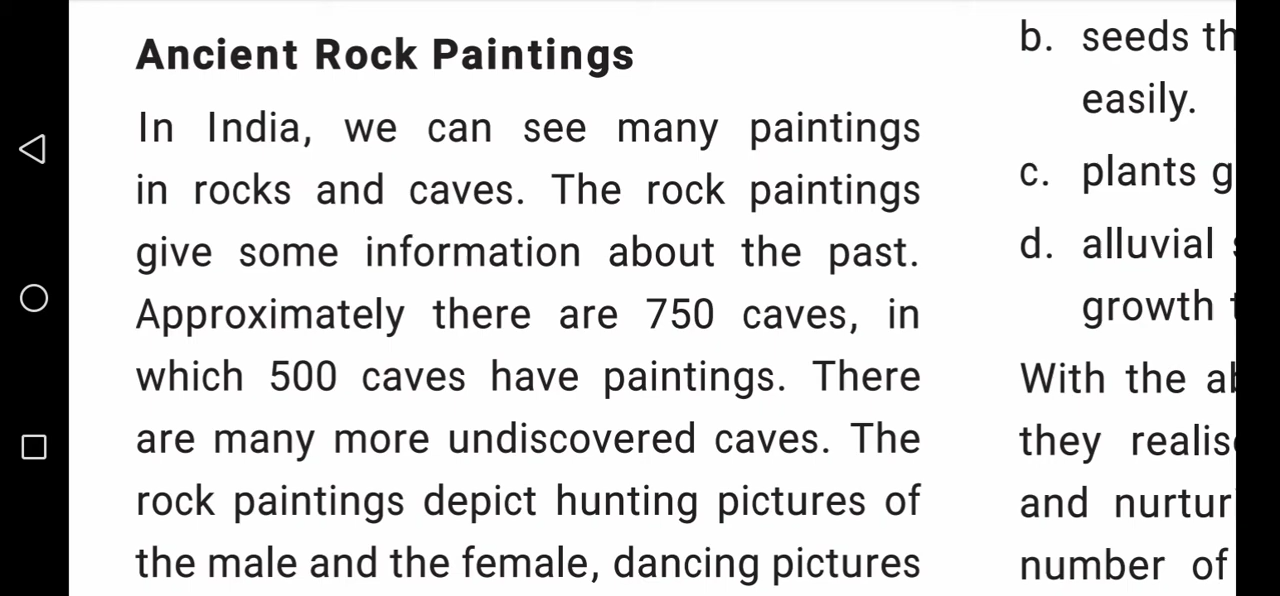 Ancient Rock Paintings
In India, we can see many paintings
in rocks and caves. The rock paintings
give some information about the past.
Approximately there are 750 caves, in
which 500 caves have paintings. There
are many more undiscovered caves. The
rock paintings depict hunting pictures of
the male and the female, dancing pictures
b. seeds th
easily.
c. plants g
d. alluvial
growth
With the
they realis
and nurtur
number of